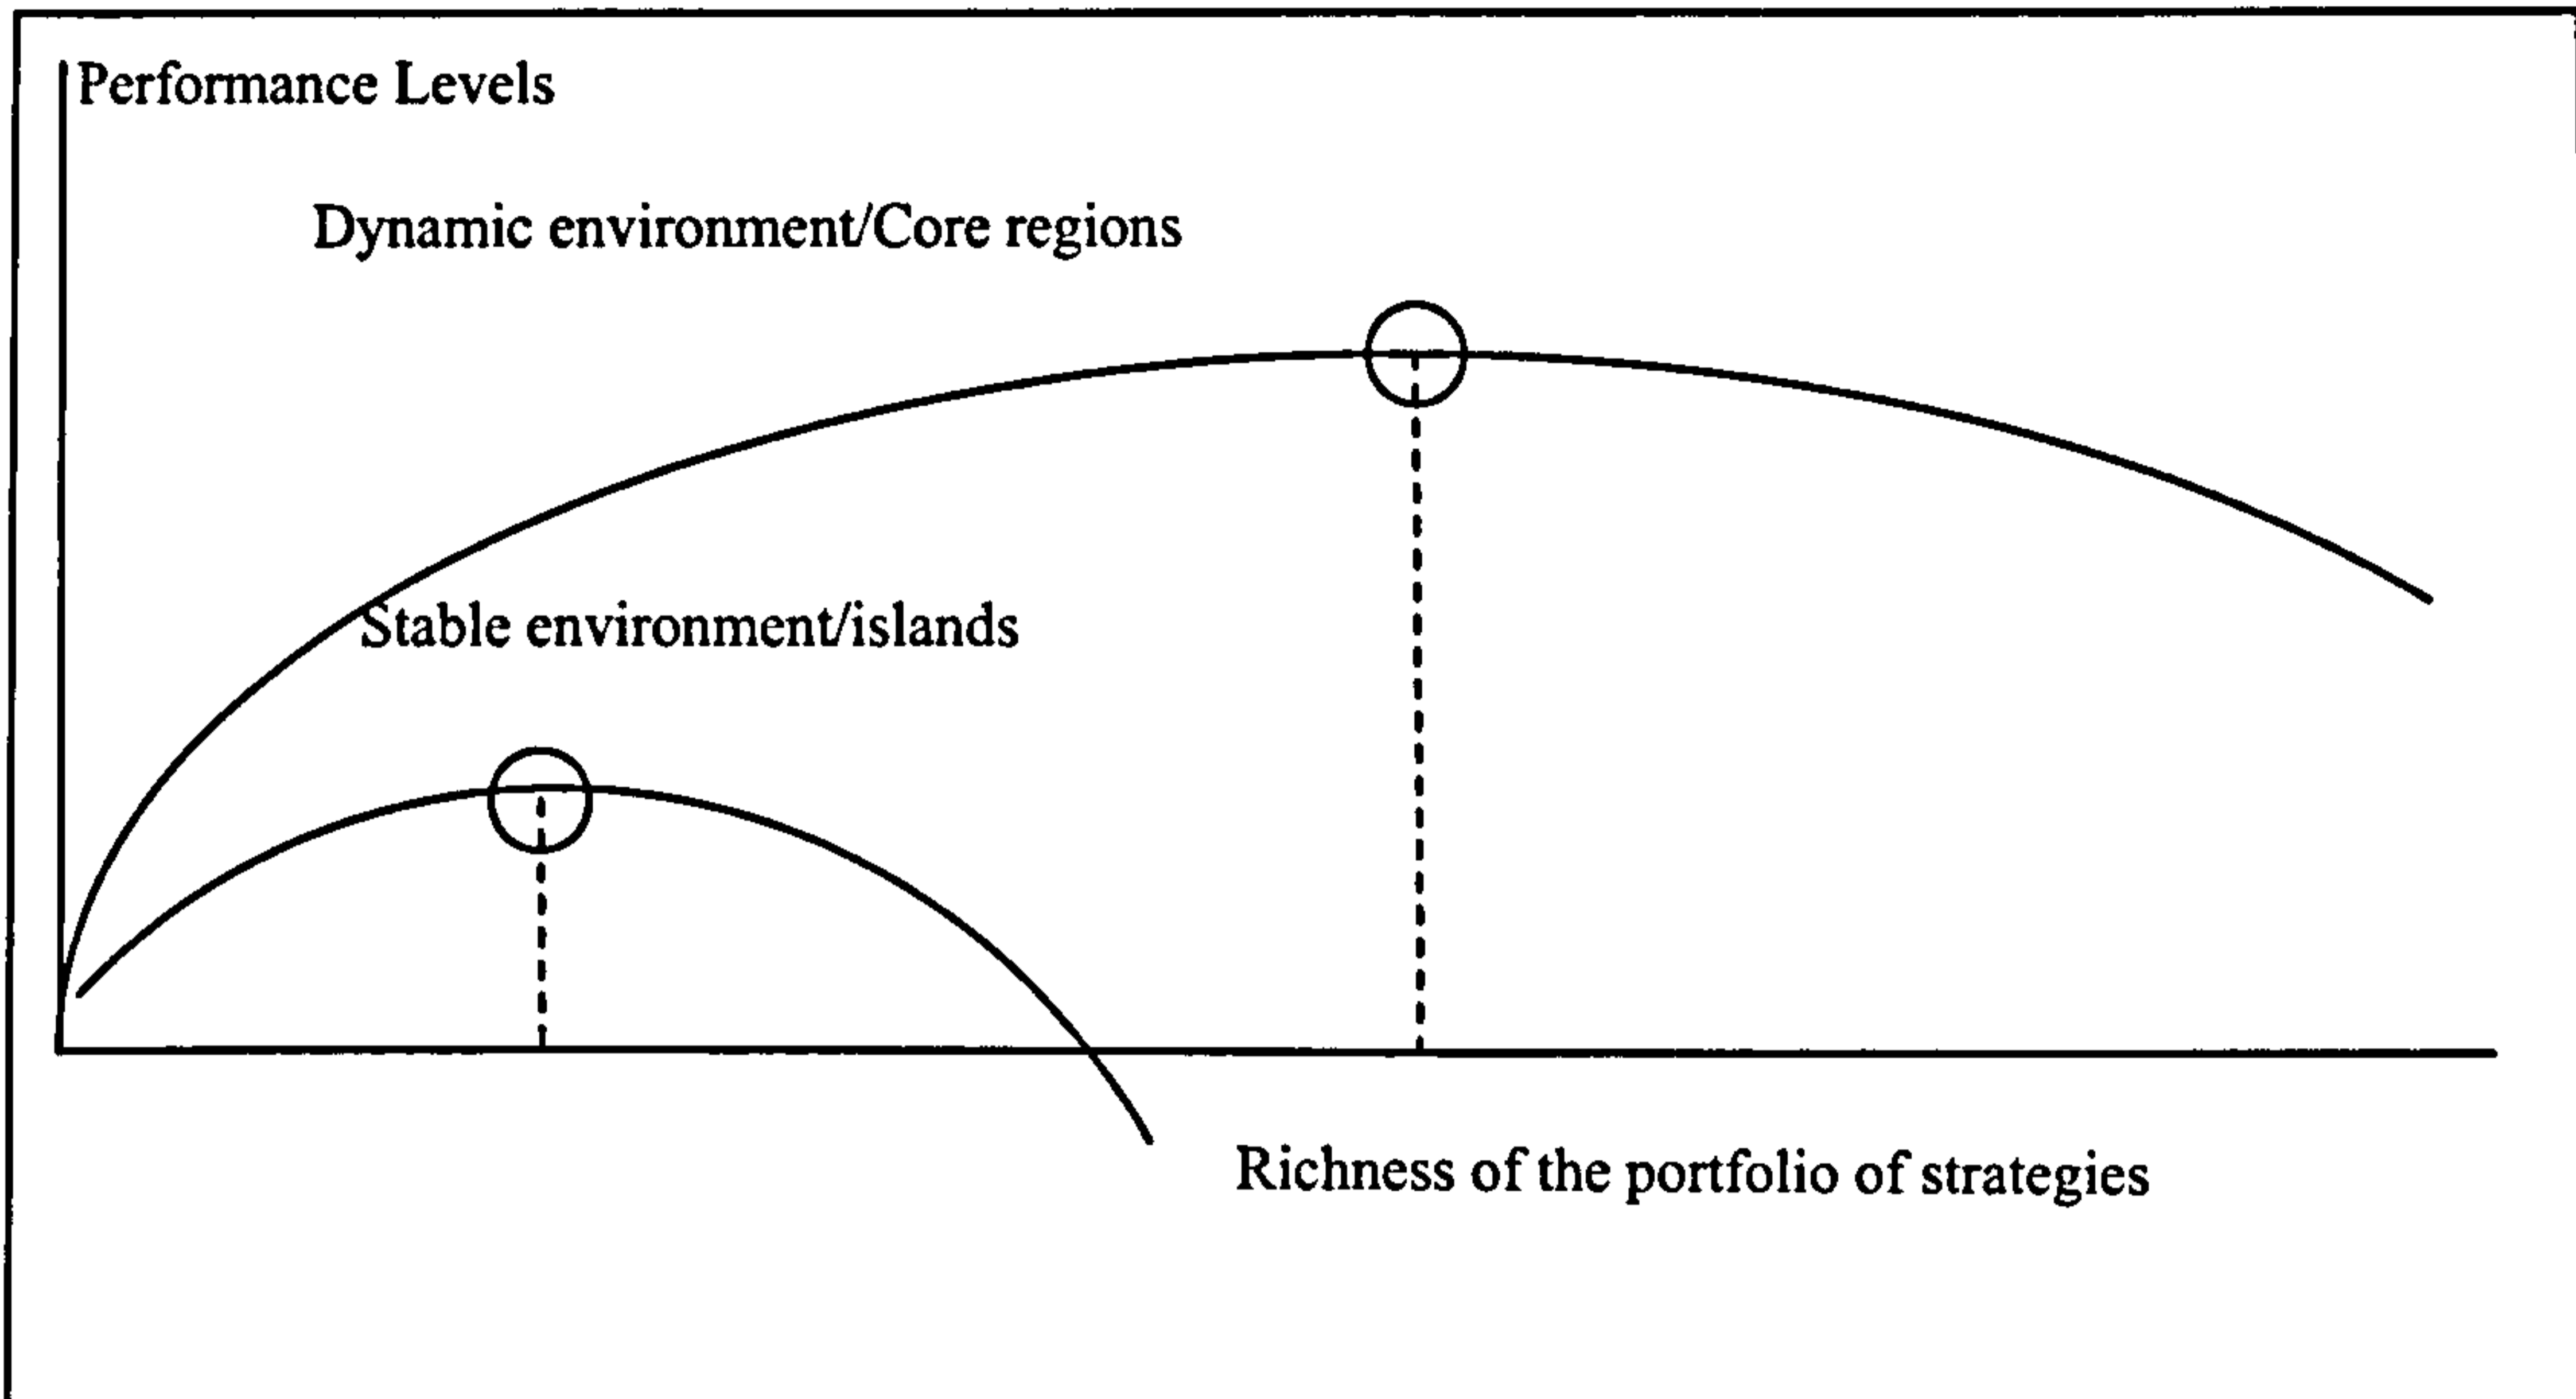 Performance Levels
Dynamic environment/Core regions
Stable environment/islands
Richness of the portfolio of strategies